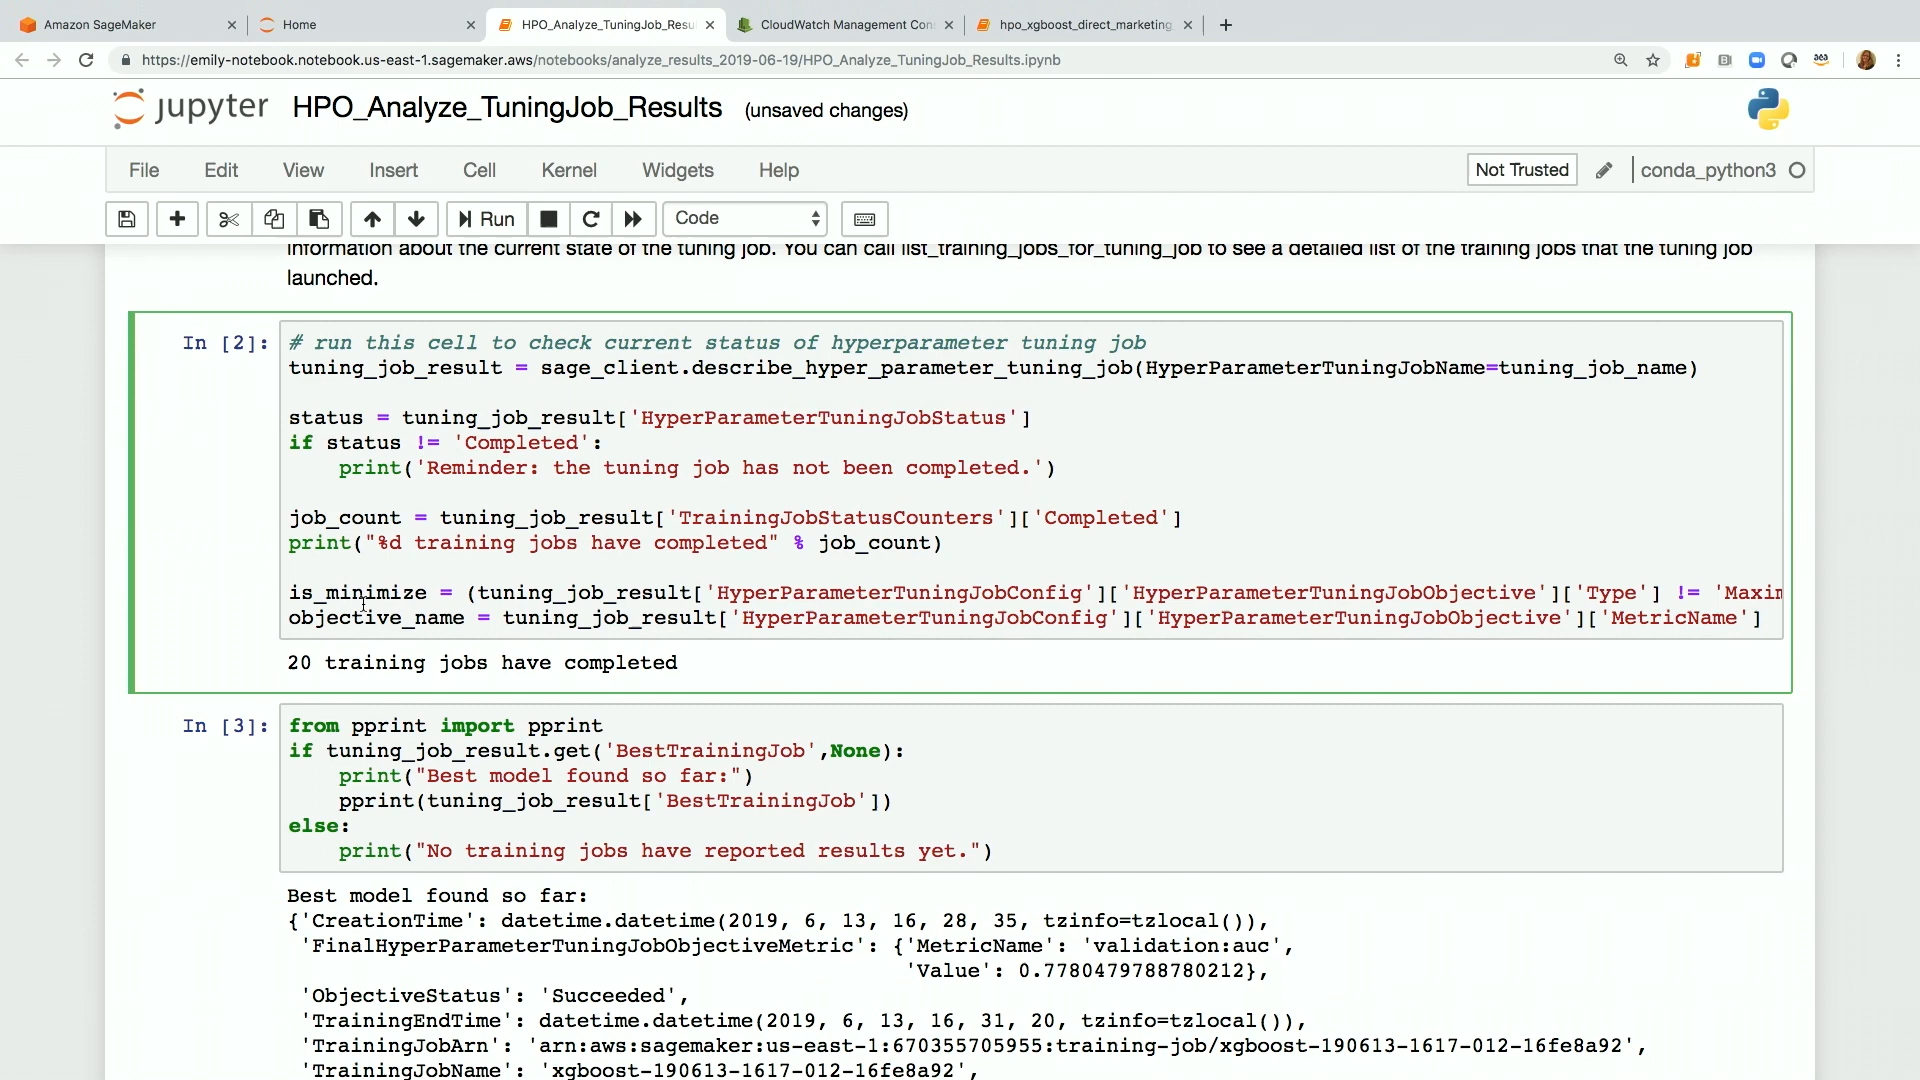 Amazon SageMaker
Home
HPO_Analyze_TuningJob_Resu
CloudWatch Management Con
hpo_xgboost_direct_marketing_
https://emily-notebook.notebook.us-east-1.sagemaker.aws/notebooks/analyze_results_2019-06-19/HPO_Analyze_TuningJob_Results.ipynb
jupyter HPO_Analyze_TuningJob_Results (unsaved changes)
File Edit View Insert Cell Kernel Widgets Help
Not Trusted conda_python3
Run Code
information about the current state of the tuning job. You can call list_training_jobs_for_tuning_job to see a detailed list of the training jobs that the tuning job
launched.
In [2]: # run this cell to check current status of hyperparameter tuning job
tuning_job_result = sage_client.describe_hyper_parameter_tuning_job(HyperParameterTuningJobName=tuning_job_name)
status = tuning_job_result['HyperParameterTuningJobStatus']
if status != 'Completed':
print('Reminder: the tuning job has not been completed.')
job_count = tuning_job_result['TrainingJobStatusCounters']['Completed']
print("%d training jobs have completed" % job_count)
is_minimize = (tuning_job_result['HyperParameterTuningJobConfig']['HyperParameterTuningJobObjective']['Type'] != 'Maxim
objective_name = tuning_job_result['HyperParameterTuningJobConfig']['HyperParameterTuningJobObjective']['MetricName']
20 training jobs have completed
In [3]: from pprint import pprint
if tuning_job_result.get('BestTrainingJob',None):
print("Best model found so far:")
pprint(tuning_job_result['BestTrainingJob'])
else:
print("No training jobs have reported results yet.")
Best model found so far:
{'CreationTime': datetime.datetime(2019, 6, 13, 16, 28, 35, tzinfo=tzlocal()),
'FinalHyperParameterTuningJobObjectiveMetric': {'MetricName': 'validation:auc',
'Value': 0.7780479788780212},
'ObjectiveStatus': 'Succeeded',
'TrainingEndTime': datetime.datetime(2019, 6, 13, 16, 31, 20, tzinfo=tzlocal()),
'TrainingJobArn': 'arn:aws:sagemaker:us-east-1:670355705955:training-job/xgboost-190613-1617-012-16fe8a92',
'TrainingJobName': 'xgboost-190613-1617-012-16fe8a92',